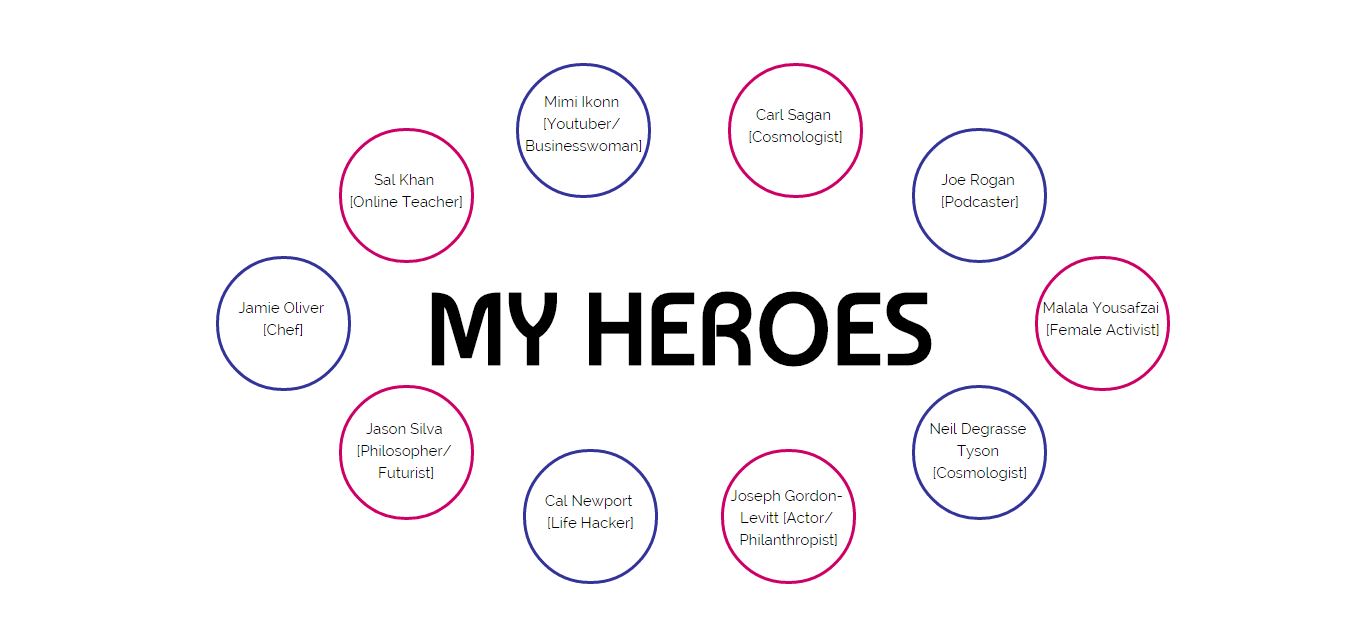 Mimi Ikonn
[Youtuber/
Businesswoman]
Carl Sagan
[Cosmologist]
Sal Khan
[Online Teacher]
Joe Rogan
[Podcaster]
Jamie Oliver
[Chef]
MY HEROES
Malala Yousafzai
[Female Activist]
Jason Silva
[Philosopher/
Futurist]
Neil Degrasse
Tyson
[Cosmologist]
Cal Newport
[Life Hacker]
Joseph Gordon-
Levitt [Actor/
Philanthropist]